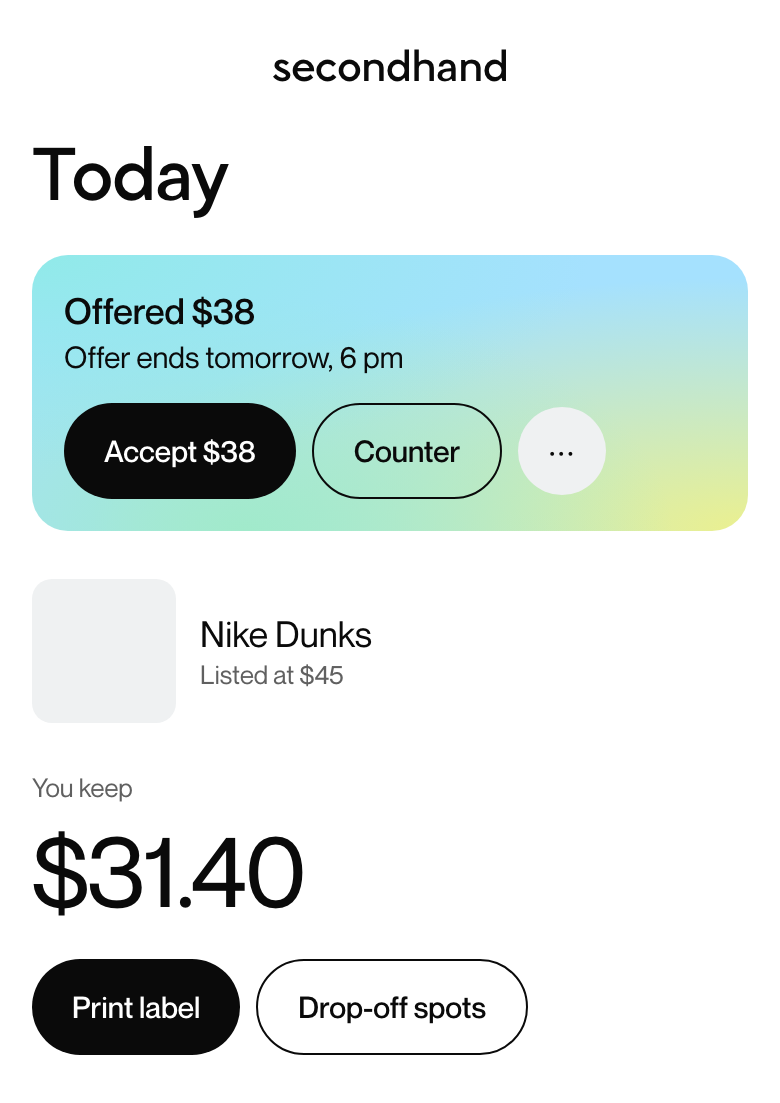 secondhand
Today
Offered $38
Offer ends tomorrow, 6 pm
Accept $38
Counter
...
Nike Dunks
Listed at $45
You keep
$31.40
Print label
Drop-off spots